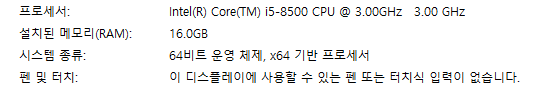 프로세서: Intel(R) Core(TM) i5-8500 CPU @ 3.00GHz 3.00 GHz
설치된 메모리(RAM): 16.0GB
시스템 종류: 64비트 운영 체제, x64 기반 프로세서
펜 및 터치: 이 디스플레이에 사용할 수 있는 펜 또는 터치식 입력이 없습니다.